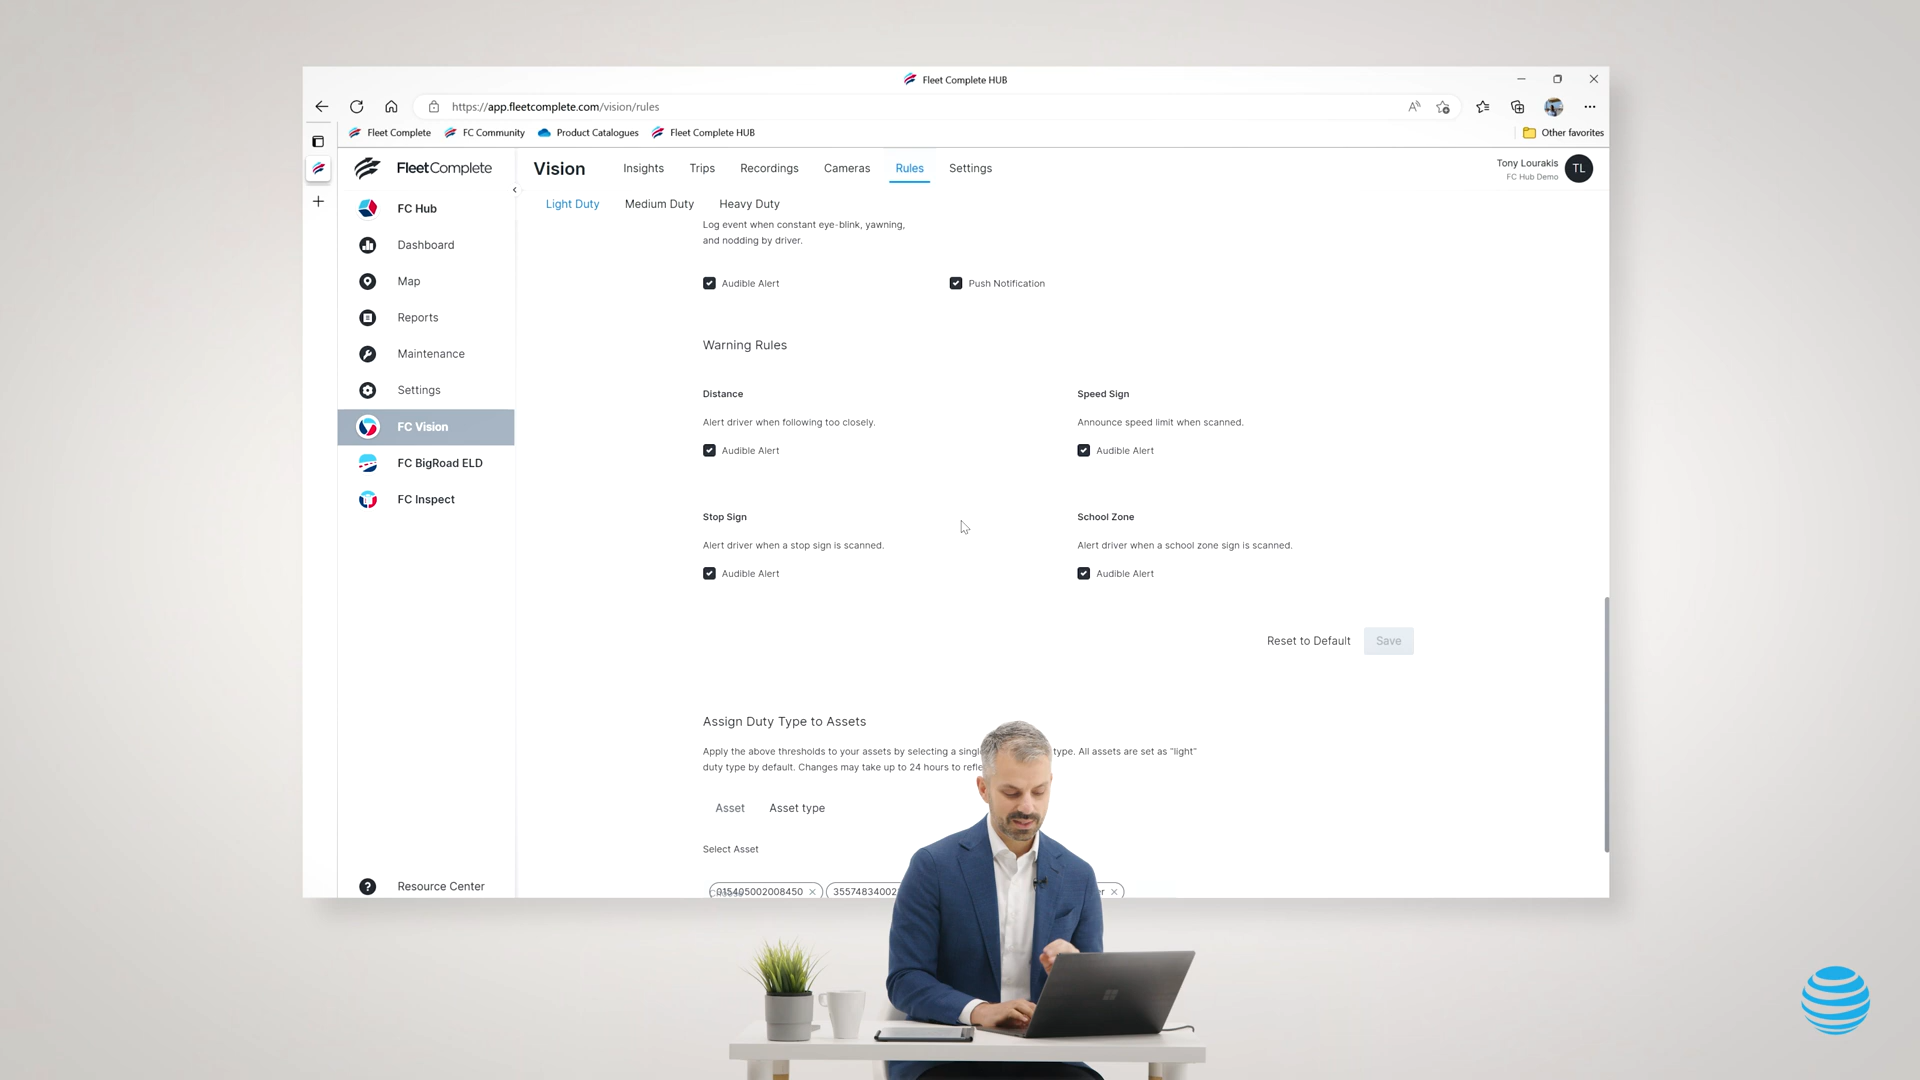 Fleet Complete HUB
https://app.fleetcomplete.com/vision/rules
Fleet Complete
FC Community
Product Catalogues
Fleet Complete HUB
Other favorites
FleetComplete
Vision
Insights
Trips
Recordings
Cameras
Rules
Settings
Tony Lourakis
FC Hub Demo
TL
Light Duty
Medium Duty
Heavy Duty
FC Hub
Dashboard
Map
Reports
Maintenance
Settings
FC Vision
FC BigRoad ELD
FC Inspect
Resource Center
Log event when constant eye-blink, yawning,
and nodding by driver.
Audible Alert
Push Notification
Warning Rules
Distance
Alert driver when following too closely.
Audible Alert
Speed Sign
Announce speed limit when scanned.
Audible Alert
Stop Sign
Alert driver when a stop sign is scanned.
Audible Alert
School Zone
Alert driver when a school zone sign is scanned.
Audible Alert
Reset to Default
Save
Assign Duty Type to Assets
Apply the above thresholds to your assets by selecting a type. All assets are set as "light"
duty type by default. Changes may take up to 24 hours to
Asset
Asset type
Select Asset
015405002008450
35574834002